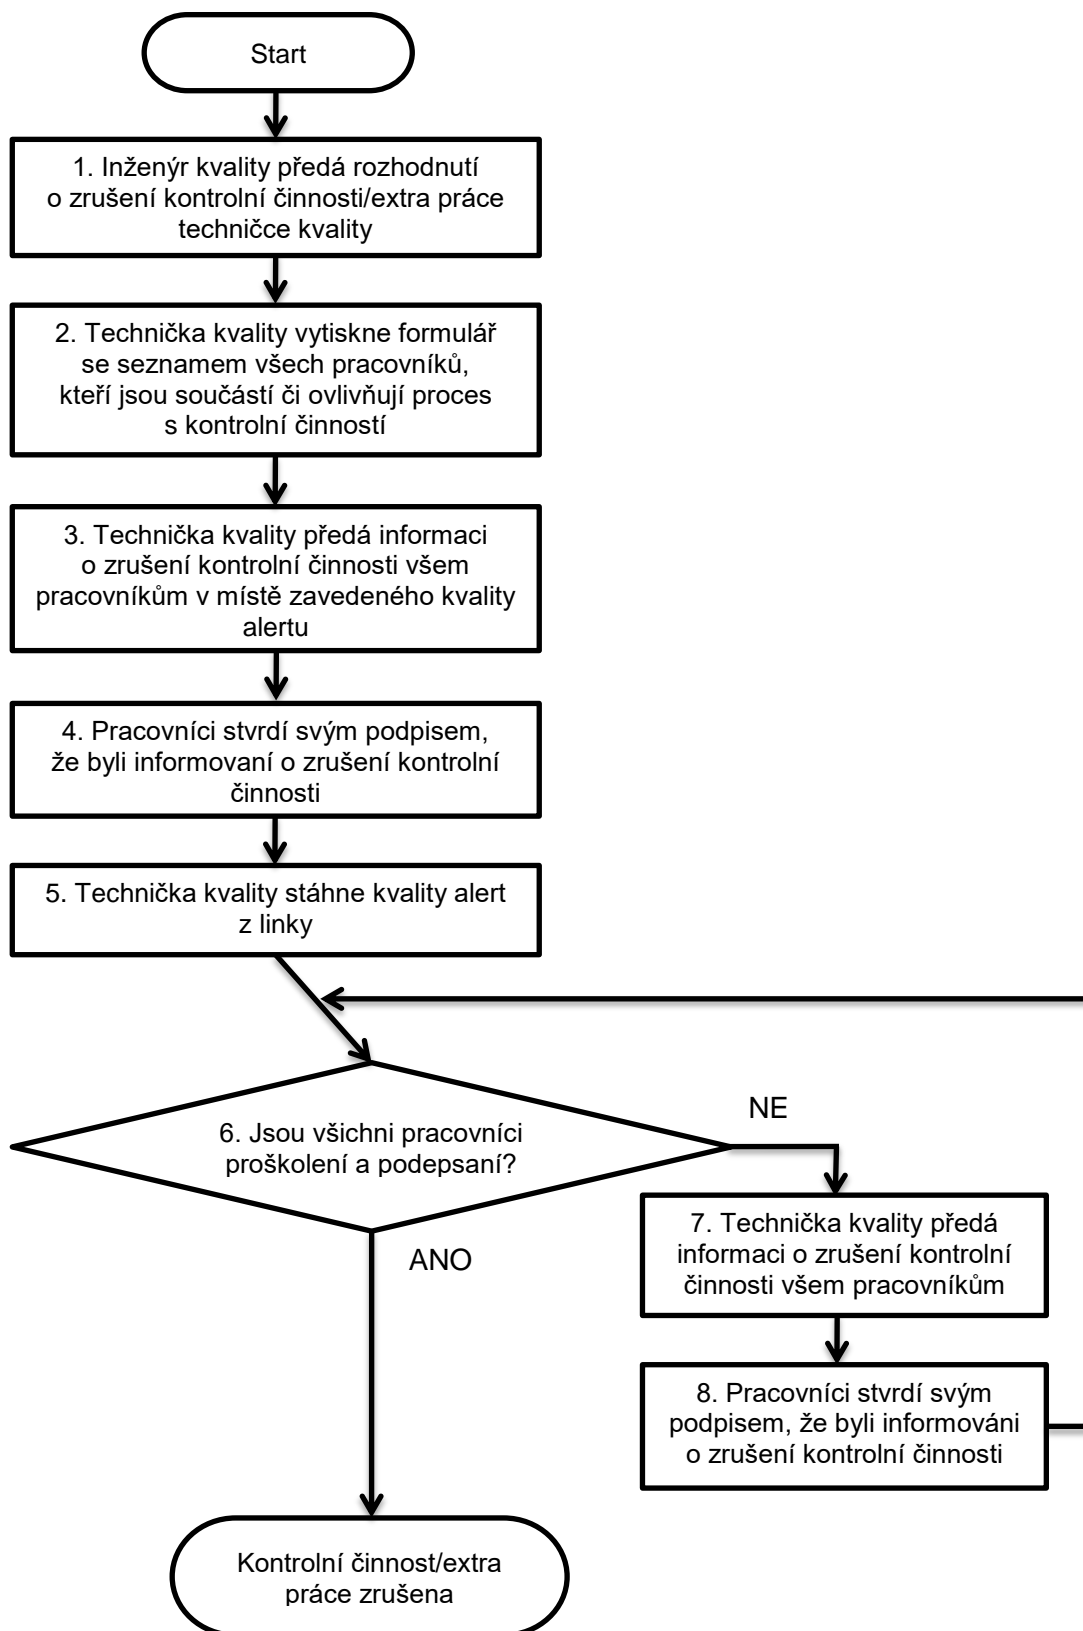 Start
1. Inženýr kvality předá rozhodnutí
o zrušení kontrolní činnosti/extra práce
techničce kvality
2. Technička kvality vytiskne formulář
se seznamem všech pracovníků,
kteří jsou součástí či ovlivňují proces
s kontrolní činností
3. Technička kvality předá informaci
o zrušení kontrolní činnosti všem
pracovníkům v místě zavedeného kvality
alertu
4. Pracovníci stvrdí svým podpisem,
že byli informovaní o zrušení kontrolní
činnosti
5. Technička kvality stáhne kvality alert
z linky
6. Jsou všichni pracovníci
proškolení a podepsaní?
NE
7. Technička kvality předá
informaci o zrušení kontrolní
činnosti všem pracovníkům
ANO
8. Pracovníci stvrdí svým
podpisem, že byli informováni
o zrušení kontrolní činnosti
Kontrolní činnost/extra
práce zrušena